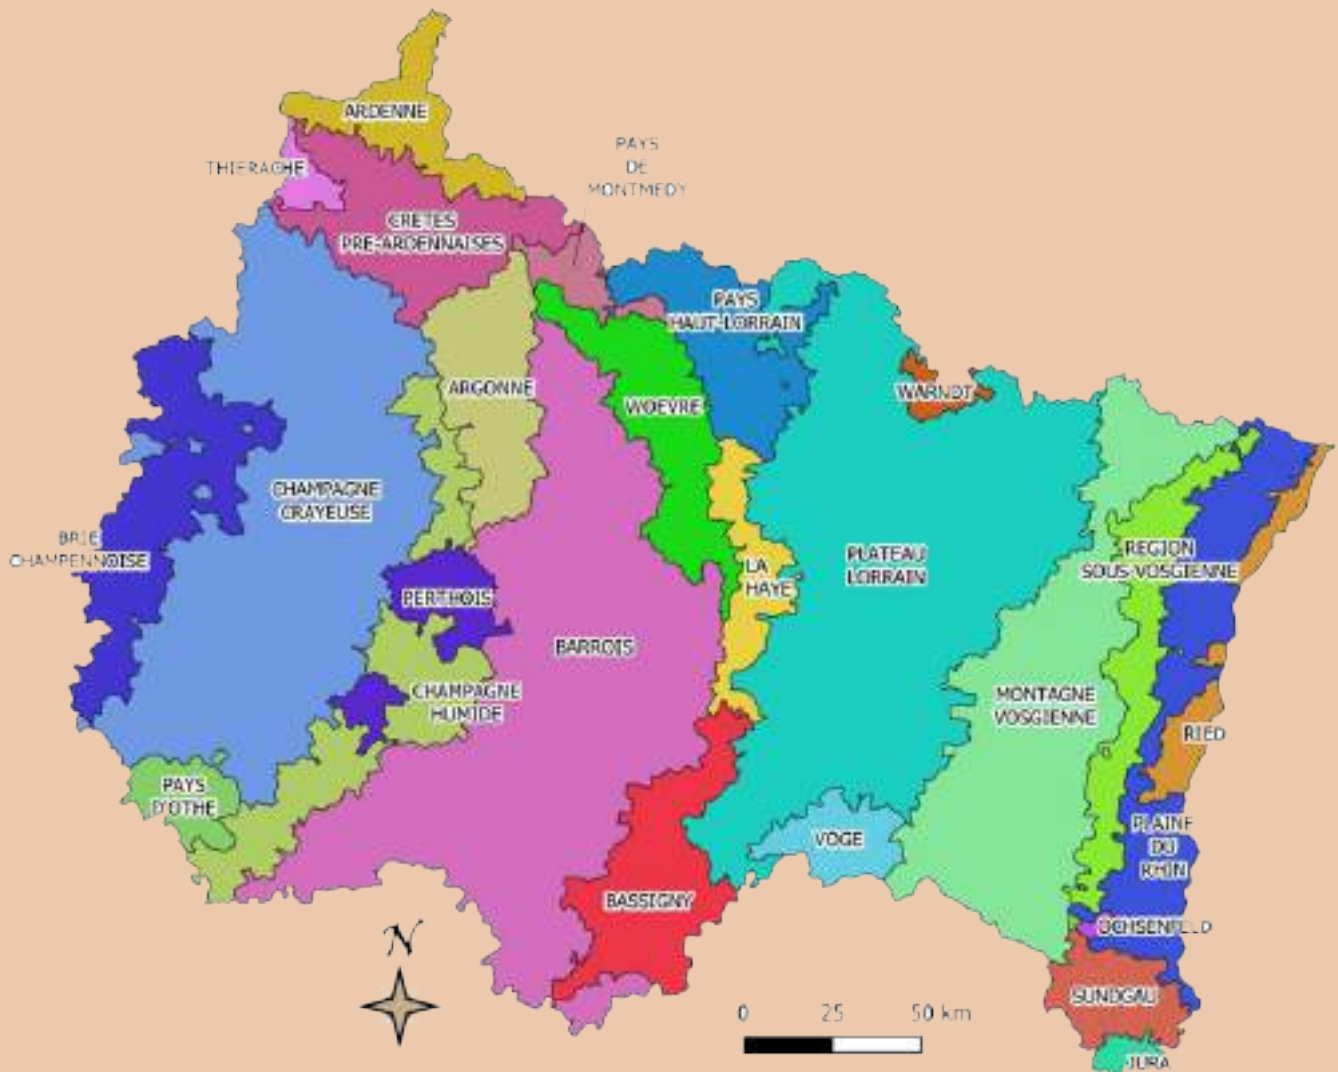 ARDENNE
THIERACHE
PAYS
DE
MONTMEDY
CRETES
PRE-ARDENNAISES
PAYS
HAUT-LORRAIN
ARGONNE
WOEVRE
WARNDT
CHAMPAGNE
CRAYEUSE
BRIE
CHAMPENNOISE
PERTHOIS
LA
HAYE
PLATEAU
LORRAIN
REGION
SOUS-VOSGIENNE
BARROIS
CHAMPAGNE
HUMIDE
MONTAGNE
VOSGIENNE
RIED
PAYS
D'OTHE
VOGE
PLAINE
DU
RHIN
BASSIGNY
OCHSENFELD
N
SUNDGAU
0 25 50 km
JURA